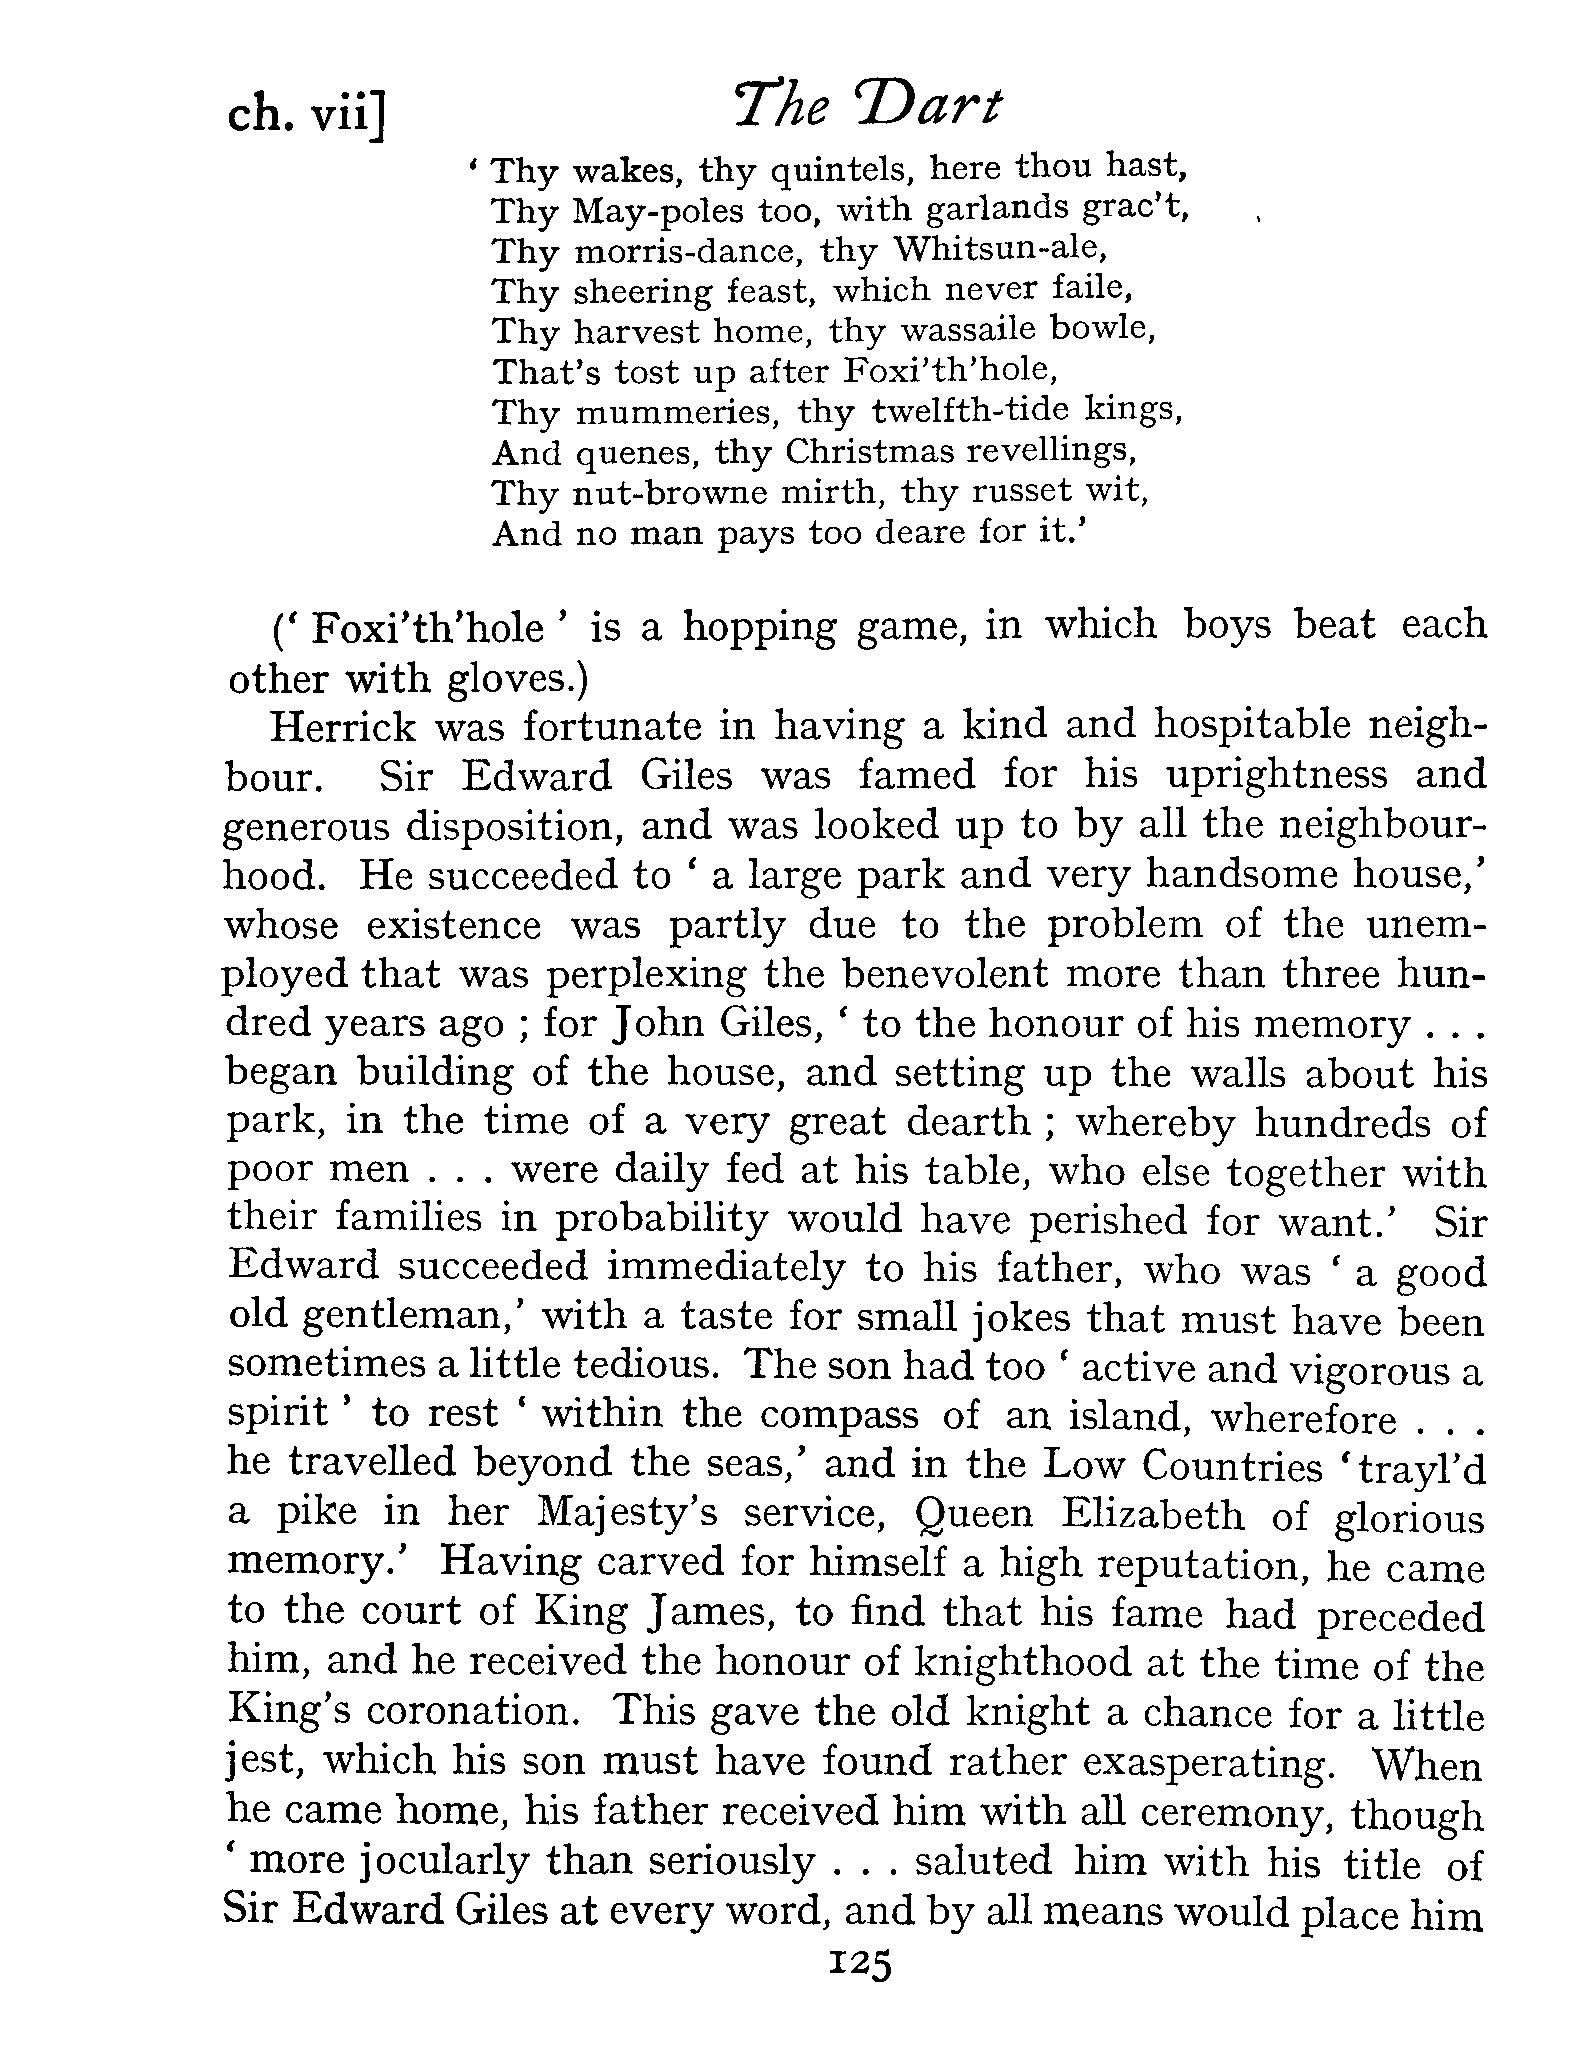 ch. vii]
The Dart
‘ Thy wakes, thy quintels, here thou hast,
Thy May-poles too, with garlands grac't,
Thy morris-dance, thy Whitsun-ale,
Thy sheering feast, which never faile,
Thy harvest home, thy wassaile bowle,
That's tost up after Foxi'th'hole,
Thy mummeries, thy twelfth-tide kings,
And quenes, thy Christmas revellings,
Thy nut-browne mirth, thy russet wit,
And no man pays too deare for it.’
(‘ Foxi'th'hole ’ is a hopping game, in which boys beat each
other with gloves.)
Herrick was fortunate in having a kind and hospitable neigh-
bour. Sir Edward Giles was famed for his uprightness and
generous disposition, and was looked up to by all the neighbour-
hood. He succeeded to ‘ a large park and very handsome house,’
whose existence was partly due to the problem of the unem-
ployed that was perplexing the benevolent more than three hun-
dred years ago ; for John Giles, ‘ to the honour of his memory . . .
began building of the house, and setting up the walls about his
park, in the time of a very great dearth ; whereby hundreds of
poor men . . . were daily fed at his table, who else together with
their families in probability would have perished for want.’ Sir
Edward succeeded immediately to his father, who was ‘ a good
old gentleman,’ with a taste for small jokes that must have been
sometimes a little tedious. The son had too ‘ active and vigorous a
spirit ’ to rest ‘ within the compass of an island, wherefore . . .
he travelled beyond the seas,’ and in the Low Countries ‘ trayl'd
a pike in her Majesty's service, Queen Elizabeth of glorious
memory.’ Having carved for himself a high reputation, he came
to the court of King James, to find that his fame had preceded
him, and he received the honour of knighthood at the time of the
King's coronation. This gave the old knight a chance for a little
jest, which his son must have found rather exasperating. When
he came home, his father received him with all ceremony, though
‘ more jocularly than seriously . . . saluted him with his title of
Sir Edward Giles at every word, and by all means would place him
125